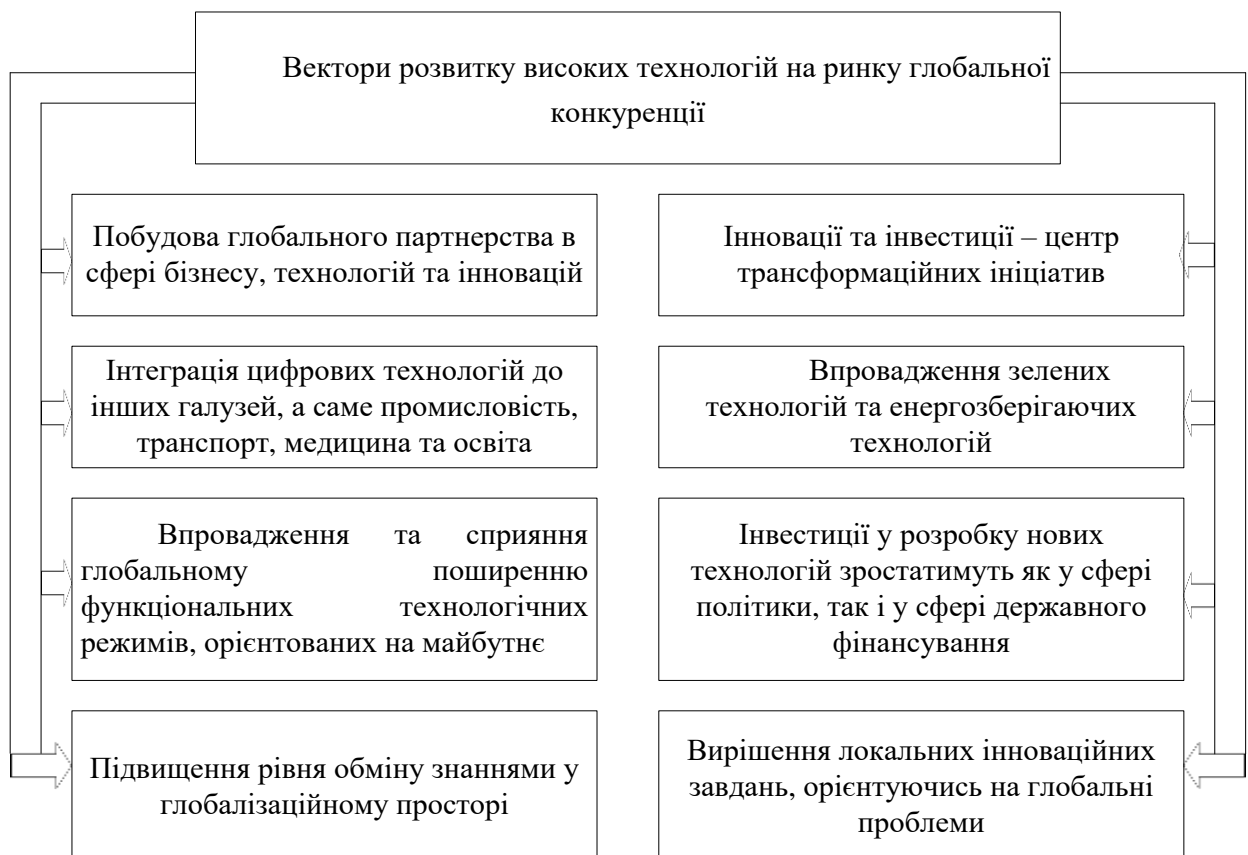 Вектори розвитку високих технологій на ринку глобальної
конкуренції
Побудова глобального партнерства в
сфері бізнесу, технологій та інновацій
Інновації та інвестиції – центр
трансформаційних ініціатив
Інтеграція цифрових технологій до
інших галузей, а саме промисловість,
транспорт, медицина та освіта
Впровадження зелених
технологій та енергозберігаючих
технологій
Впровадження та сприяння
глобальному поширенню
функціональних технологічних
режимів, орієнтованих на майбутнє
Інвестиції у розробку нових
технологій зростатимуть як у сфері
політики, так і у сфері державного
фінансування
Підвищення рівня обміну знаннями у
глобалізаційному просторі
Вирішення локальних інноваційних
завдань, орієнтуючись на глобальні
проблеми